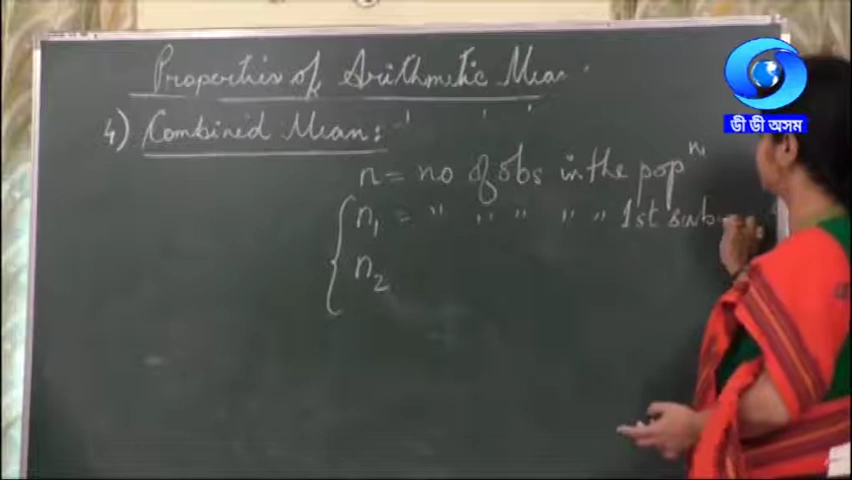 Properties of Arithmetic Mean
4) Combined Mean:
n = no of obs in the popⁿ
n₁ = " " " " " 1st sub
n₂
ডী ডী অসম